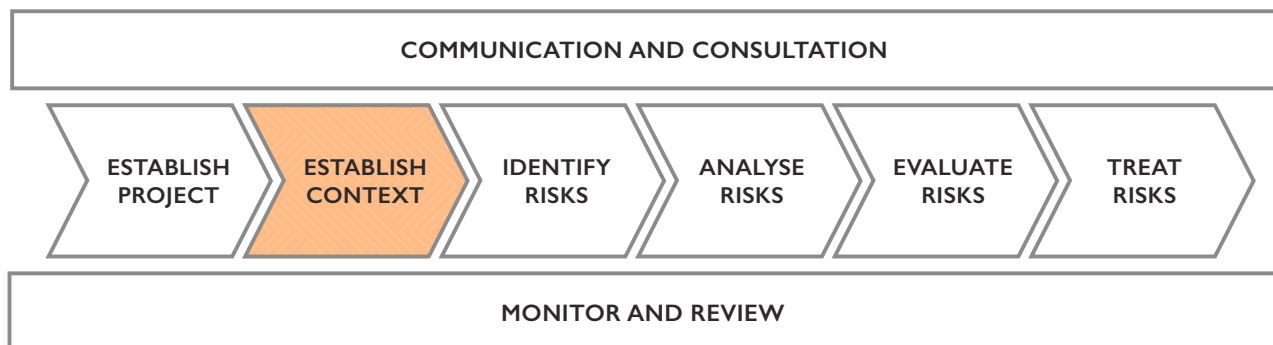 COMMUNICATION AND CONSULTATION
ESTABLISH
PROJECT
ESTABLISH
CONTEXT
IDENTIFY
RISKS
ANALYSE
RISKS
EVALUATE
RISKS
TREAT
RISKS
MONITOR AND REVIEW